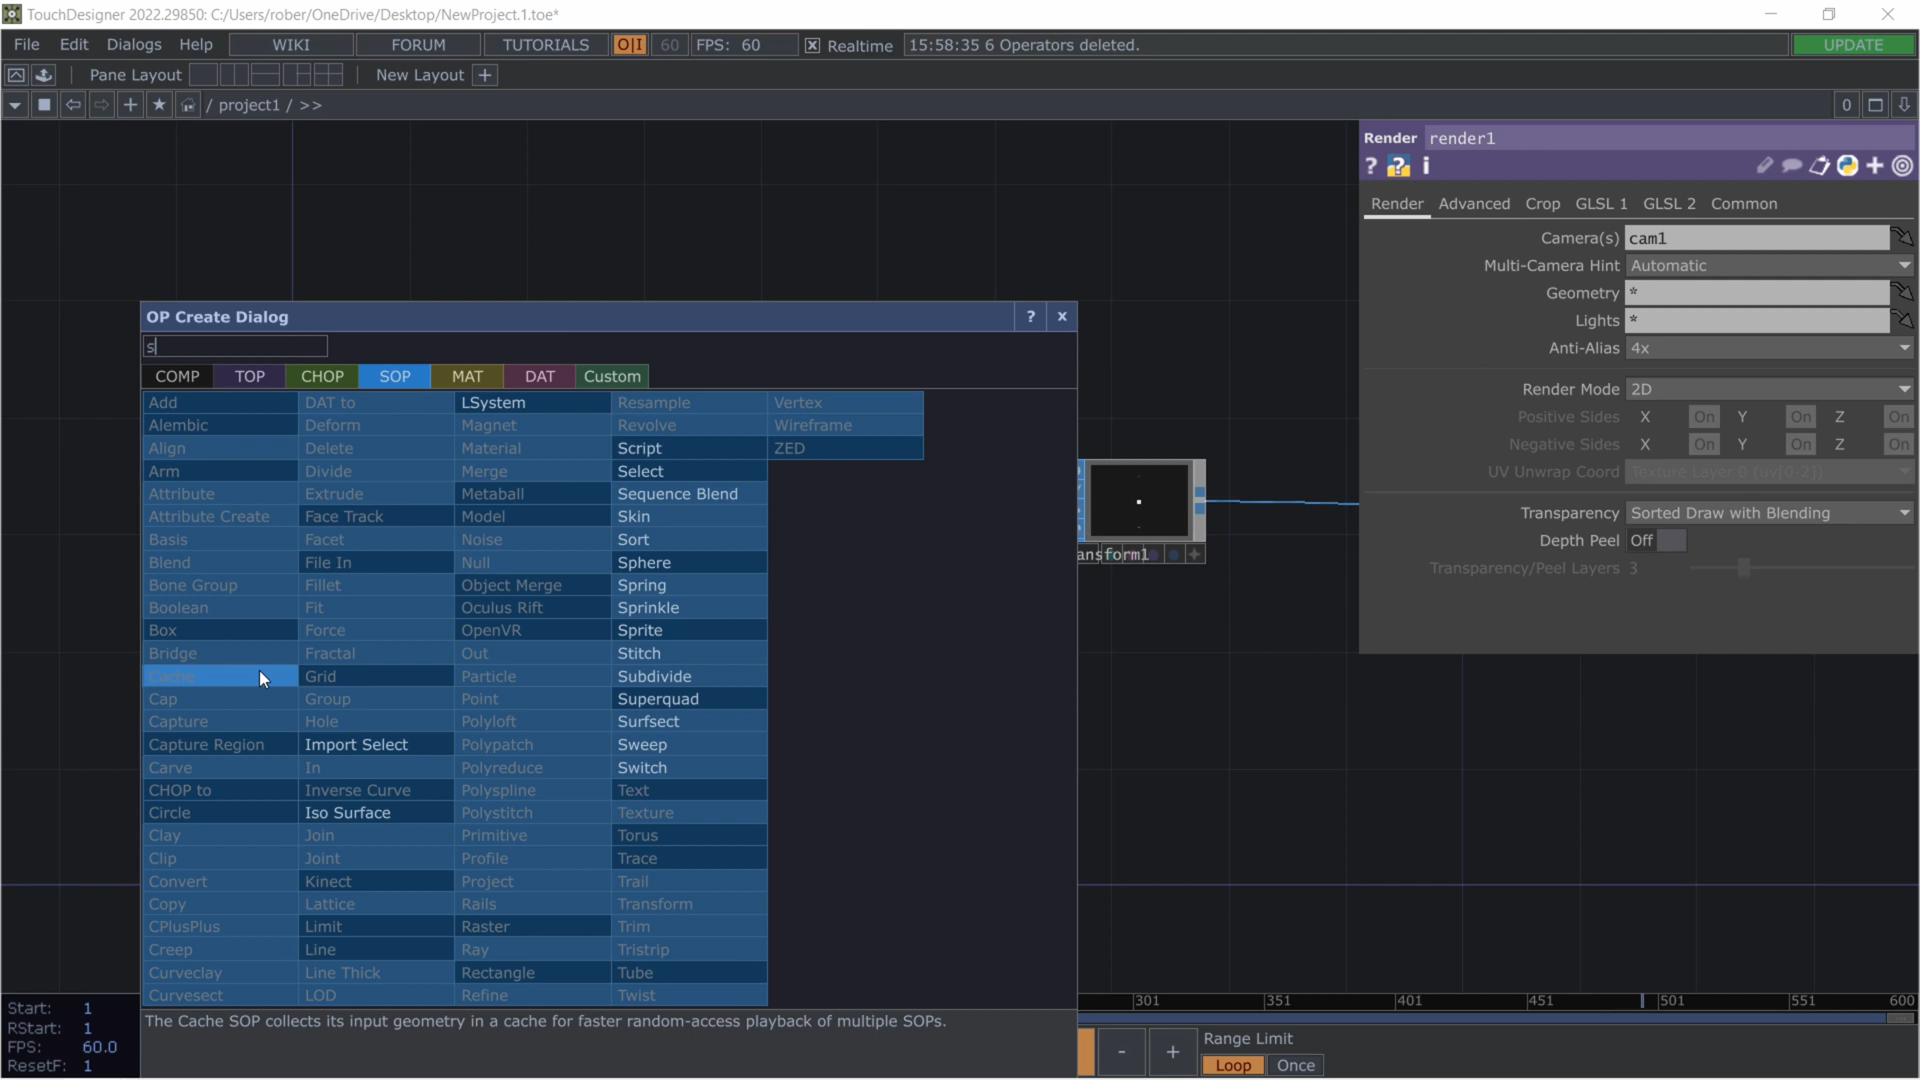 TouchDesigner 2022.29850: C:/Users/rober/OneDrive/Desktop/NewProject.1.toe*
File Edit Dialogs Help WIKI FORUM TUTORIALS O|I 60 FPS: 60 Realtime 15:58:35 6 Operators deleted. UPDATE
Pane Layout New Layout +
/ project1 / >> 0
Render render1
? ? i
Render Advanced Crop GLSL 1 GLSL 2 Common
Camera(s) cam1
Multi-Camera Hint Automatic
Geometry *
Lights *
Anti-Alias 4x
Render Mode 2D
Positive Sides X On Y On Z On
Negative Sides X On Y On Z On
UV Unwrap Coord Texture Layer 0 (uv[0-2])
Transparency Sorted Draw with Blending
Depth Peel Off
Transparency/Peel Layers 3
OP Create Dialog ? x
s
COMP TOP CHOP SOP MAT DAT Custom
Add DAT to LSystem Resample Vertex
Alembic Deform Magnet Revolve Wireframe
Align Delete Material Script ZED
Arm Divide Merge Select
Attribute Extrude Metaball Sequence Blend
Attribute Create Face Track Model Skin
Basis Facet Noise Sort
Blend File In Null Sphere
Bone Group Fillet Object Merge Spring
Boolean Fit Oculus Rift Sprinkle
Box Force OpenVR Sprite
Bridge Fractal Out Stitch
Cache Grid Particle Subdivide
Cap Group Point Superquad
Capture Hole Polyloft Surfsect
Capture Region Import Select Polypatch Sweep
Carve In Polyreduce Switch
CHOP to Inverse Curve Polyspline Text
Circle Iso Surface Polystitch Texture
Clay Join Primitive Torus
Clip Joint Profile Trace
Convert Kinect Project Trail
Copy Lattice Rails Transform
CPlusPlus Limit Raster Trim
Creep Line Ray Tristrip
Curveclay Line Thick Rectangle Tube
Curvesect LOD Refine Twist
The Cache SOP collects its input geometry in a cache for faster random-access playback of multiple SOPs.
ansform1
Start: 1
RStart: 1
FPS: 60.0
ResetF: 1
301 351 401 451 501 551 600
- + Range Limit
Loop Once